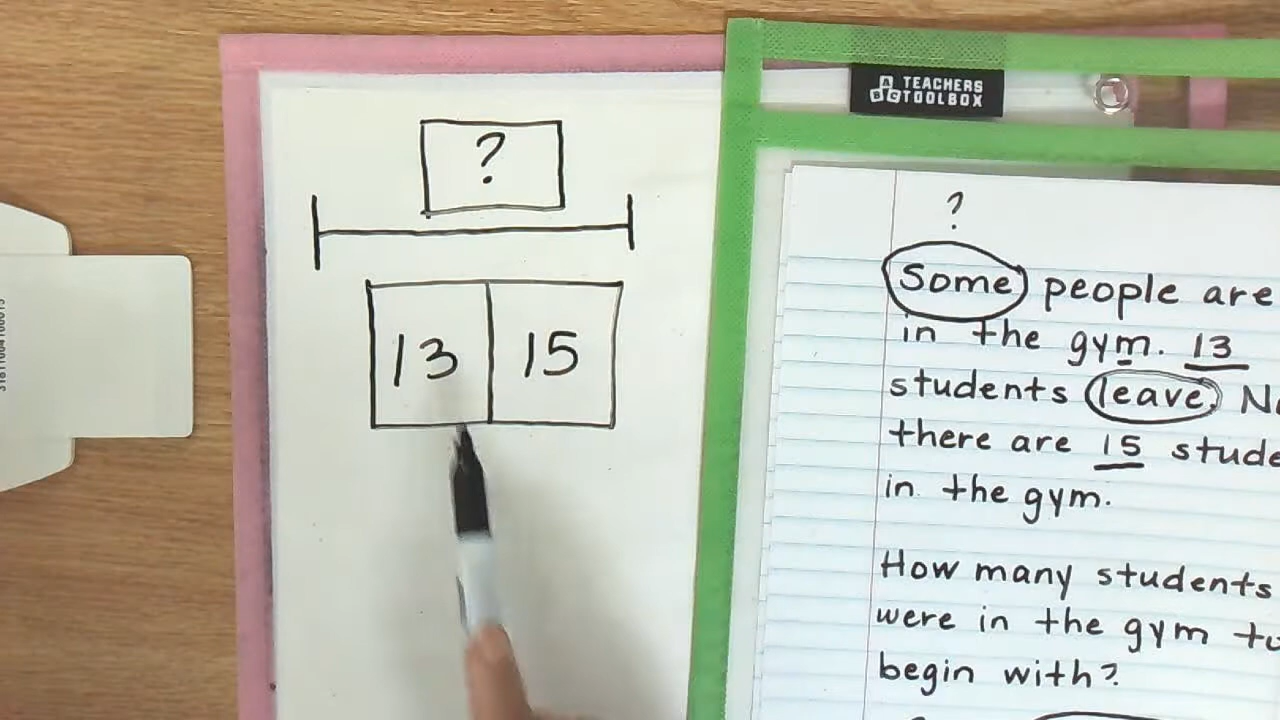 ?
13 15
TEACHERS
TOOLBOX
?
Some people are
in the gym. 13
students leave.
there are 15
in the gym.
How many students
were in the gym
begin with?